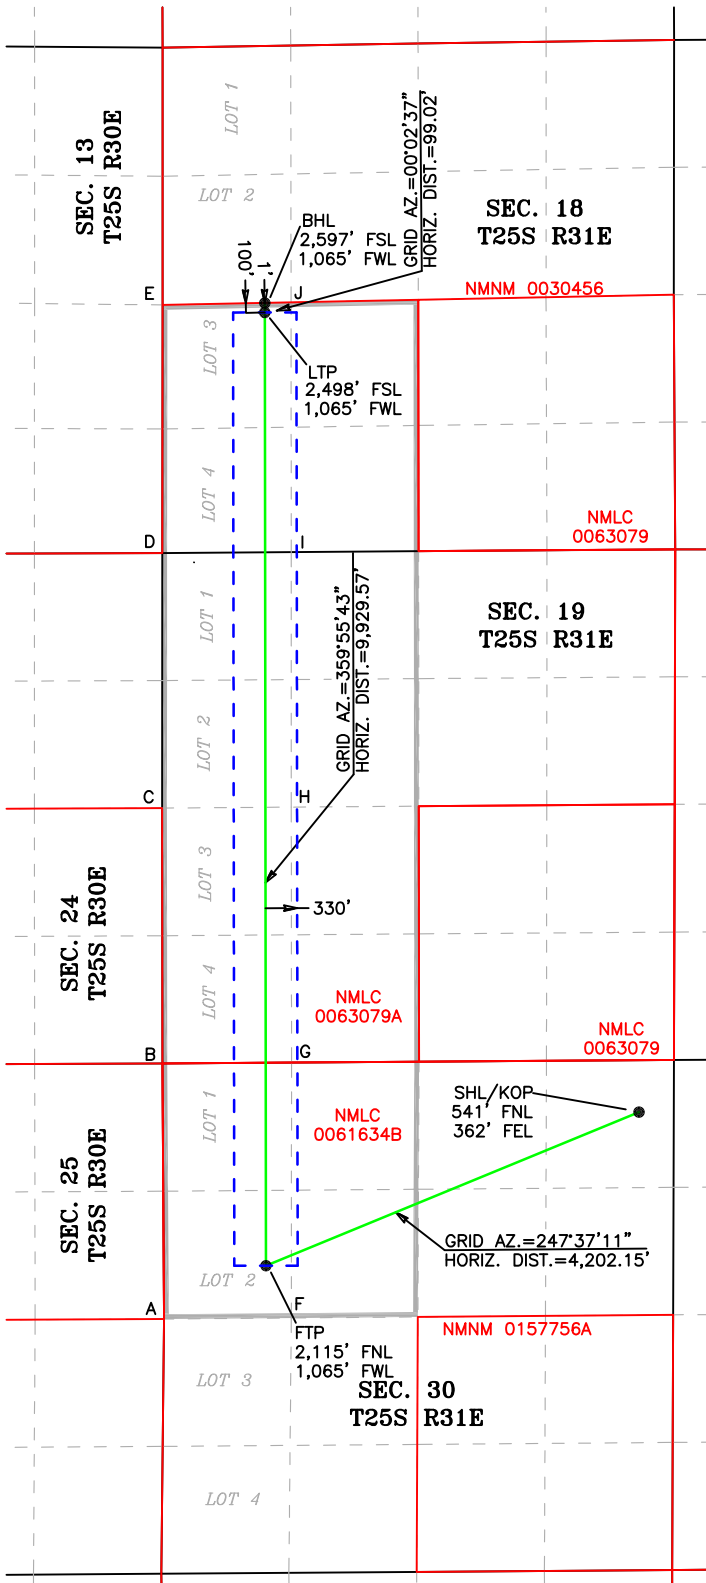 LOT 1
SEC. 13
T25S R30E
LOT 2
GRID AZ.=00°02'37"
HORIZ. DIST.=99.02'
SEC. 18
T25S R31E
BHL
2,597' FSL
1,065' FWL
100'
1'
E
J
NMNM 0030456
LOT 3
LTP
2,498' FSL
1,065' FWL
LOT 4
NMLC
0063079
D
I
LOT 1
GRID AZ.=359°55'43"
HORIZ. DIST.=9,929.57'
SEC. 19
T25S R31E
LOT 2
C
H
LOT 3
330'
SEC. 24
T25S R30E
LOT 4
NMLC
0063079A
NMLC
0063079
B
G
LOT 1
NMLC
0061634B
SHL/KOP
541' FNL
362' FEL
SEC. 25
T25S R30E
GRID AZ.=247°37'11"
HORIZ. DIST.=4,202.15'
LOT 2
A
F
FTP
2,115' FNL
1,065' FWL
NMNM 0157756A
LOT 3
SEC. 30
T25S R31E
LOT 4